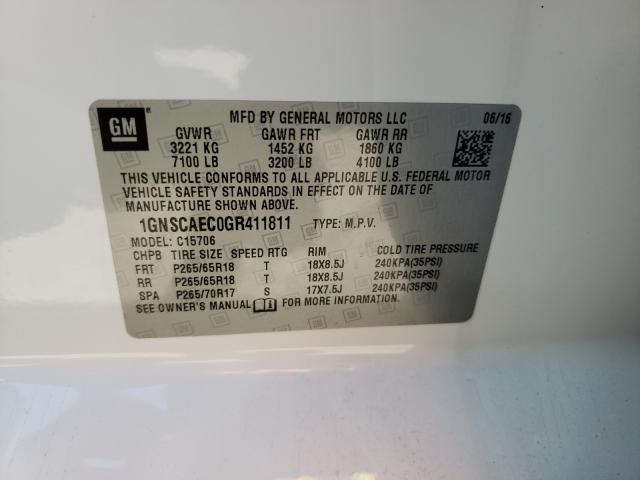 GM
MFD BY GENERAL MOTORS LLC 06/16
GVWR GAWR FRT GAWR RR
3221 KG 1452 KG 1860 KG
7100 LB 3200 LB 4100 LB
THIS VEHICLE CONFORMS TO ALL APPLICABLE U.S. FEDERAL MOTOR
VEHICLE SAFETY STANDARDS IN EFFECT ON THE DATE OF
MANUFACTURE SHOWN ABOVE.
1GNSCAEC0GR411811 TYPE: M.P.V.
MODEL: C15706
CHPB TIRE SIZE SPEED RTG RIM COLD TIRE PRESSURE
FRT P265/65R18 T 18X8.5J 240KPA(35PSI)
RR P265/65R18 T 18X8.5J 240KPA(35PSI)
SPA P265/70R17 S 17X7.5J 240KPA(35PSI)
SEE OWNER'S MANUAL FOR MORE INFORMATION.